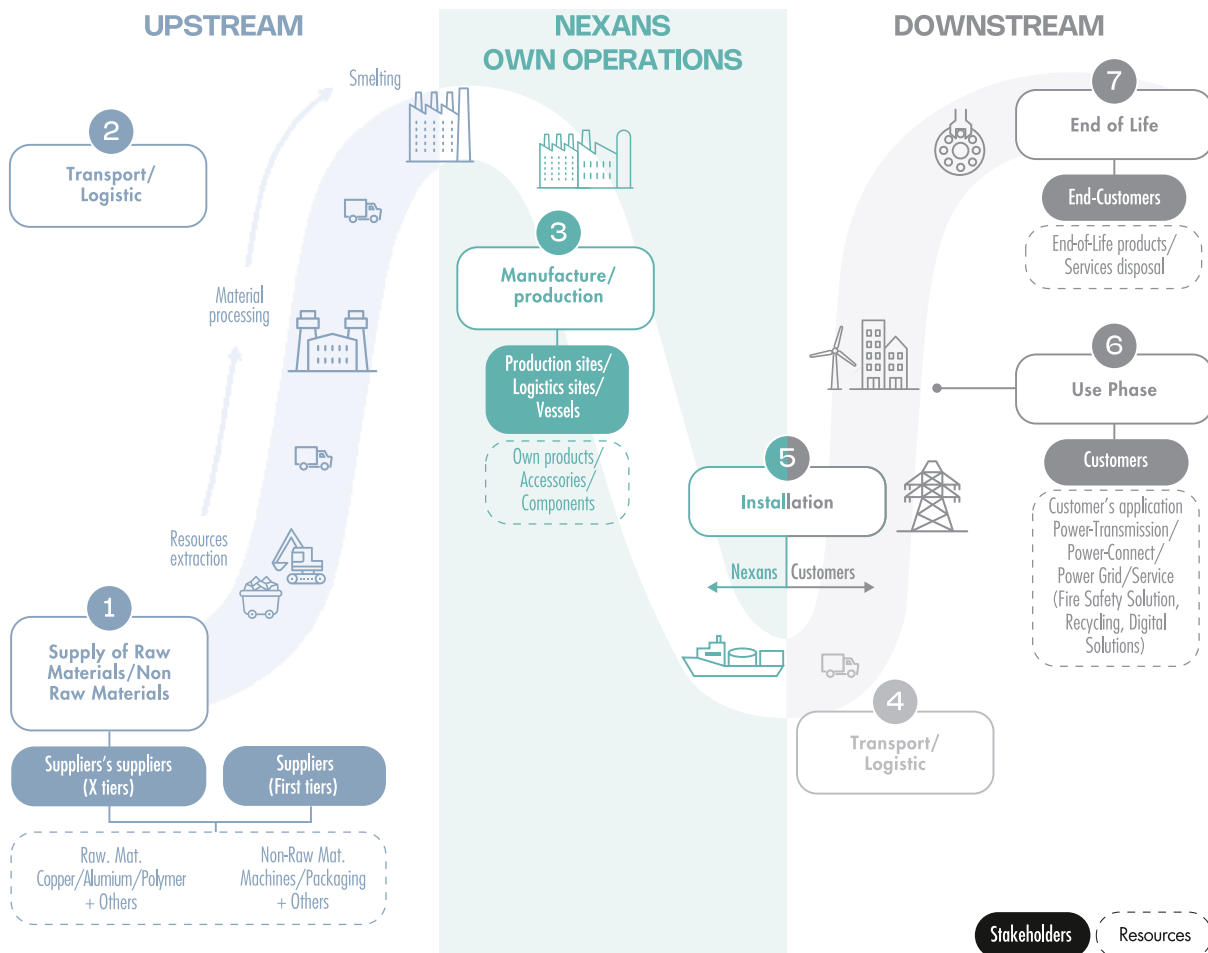 UPSTREAM
NEXANS
OWN OPERATIONS
DOWNSTREAM
Smelting
2
Transport/
Logistic
Material
processing
Resources
extraction
1
Supply of Raw
Materials/Non
Raw Materials
Suppliers's suppliers
(X tiers)
Suppliers
(First tiers)
Raw. Mat.
Copper/Alumium/Polymer
+ Others
Non-Raw Mat.
Machines/Packaging
+ Others
3
Manufacture/
production
Production sites/
Logistics sites/
Vessels
Own products/
Accessories/
Components
5
Installation
Nexans
Customers
4
Transport/
Logistic
7
End of Life
End-Customers
End-of-Life products/
Services disposal
6
Use Phase
Customers
Customer's application
Power-Transmission/
Power-Connect/
Power Grid/Service
(Fire Safety Solution,
Recycling, Digital
Solutions)
Stakeholders
Resources